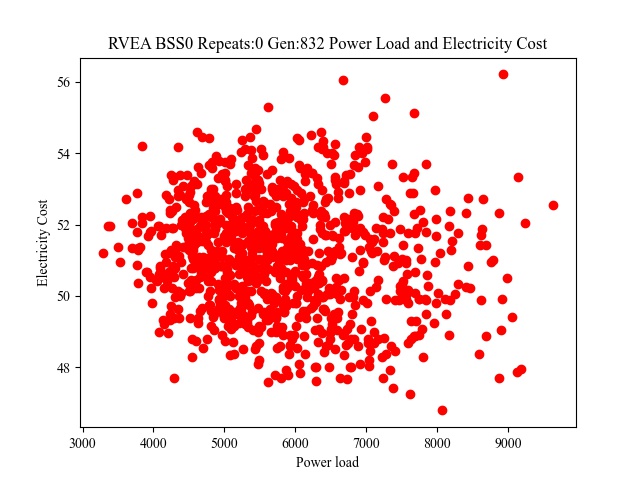 RVEA BSS0 Repeats:0 Gen:832 Power Load and Electricity Cost
56
54
52
50
48
Electricity Cost
3000 4000 5000 6000 7000 8000 9000
Power load